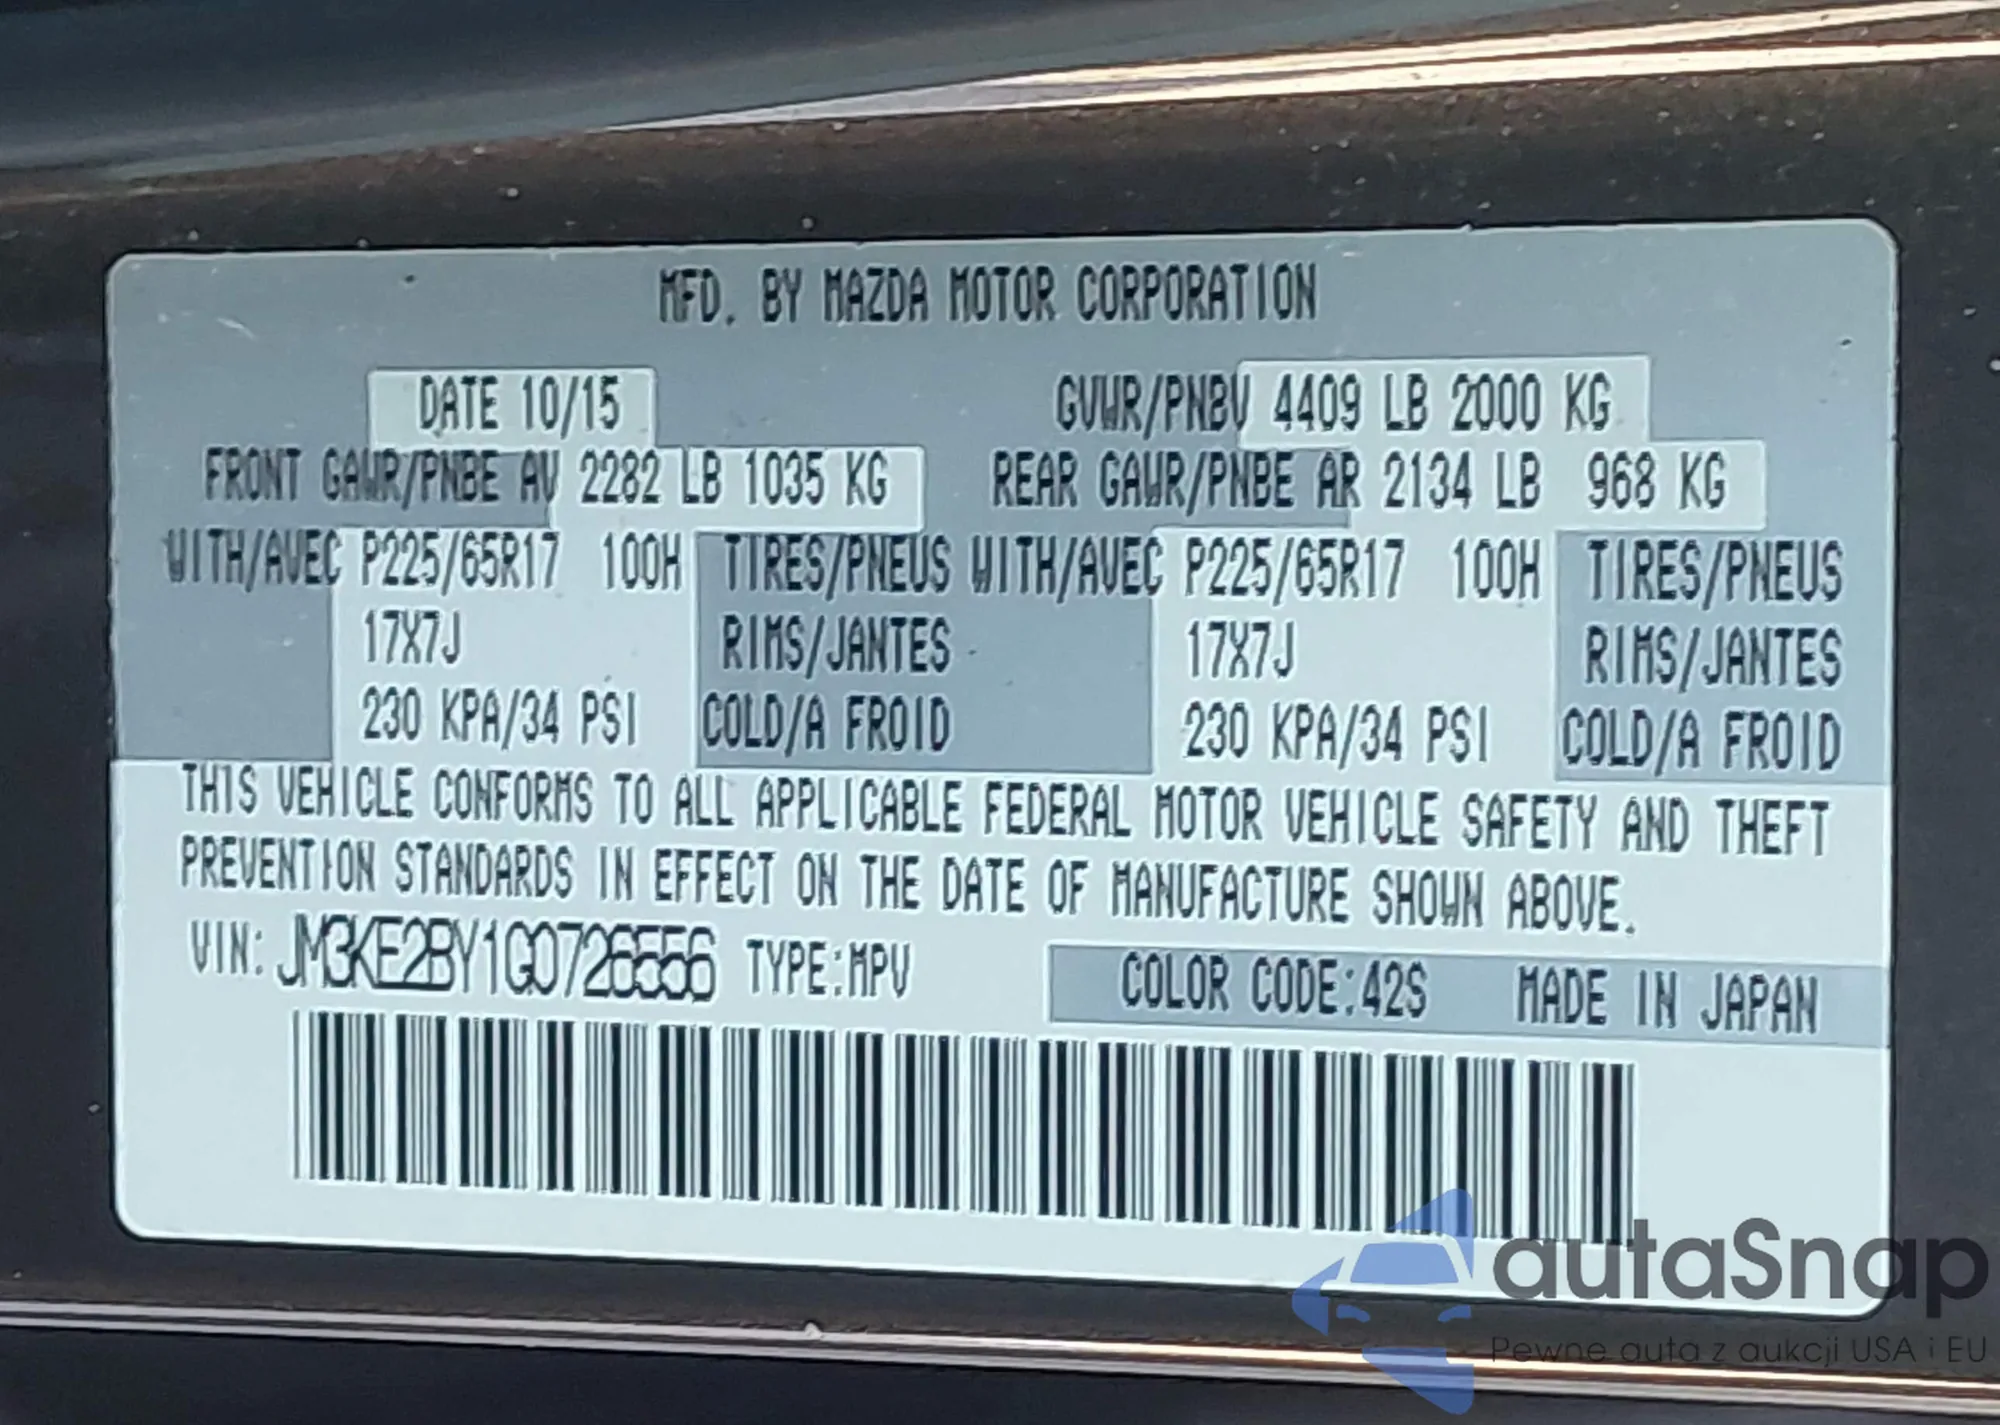 MFD. BY MAZDA MOTOR CORPORATION
DATE 10/15 GVWR/PNBV 4409 LB 2000 KG
FRONT GAWR/PNBE AV 2282 LB 1035 KG REAR GAWR/PNBE AR 2134 LB 968 KG
WITH/AVEC P225/65R17 100H TIRES/PNEUS WITH/AVEC P225/65R17 100H TIRES/PNEUS
17X7J RIMS/JANTES 17X7J RIMS/JANTES
230 KPA/34 PSI COLD/A FROID 230 KPA/34 PSI COLD/A FROID
THIS VEHICLE CONFORMS TO ALL APPLICABLE FEDERAL MOTOR VEHICLE SAFETY AND THEFT
PREVENTION STANDARDS IN EFFECT ON THE DATE OF MANUFACTURE SHOWN ABOVE.
VIN: JM3KE2BY1G0726556 TYPE:MPV COLOR CODE:42S MADE IN JAPAN
autaSnap
Pewne auta z aukcji USA i EU